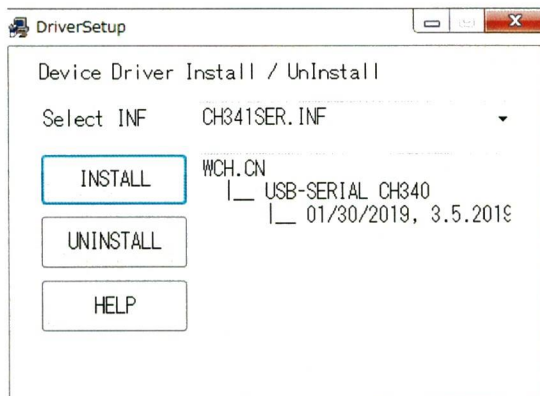 DriverSetup
Device Driver Install / UnInstall
Select INF
CH341SER.INF
INSTALL
WCH.CN
|__ USB-SERIAL CH340
|__ 01/30/2019, 3.5.2019
UNINSTALL
HELP